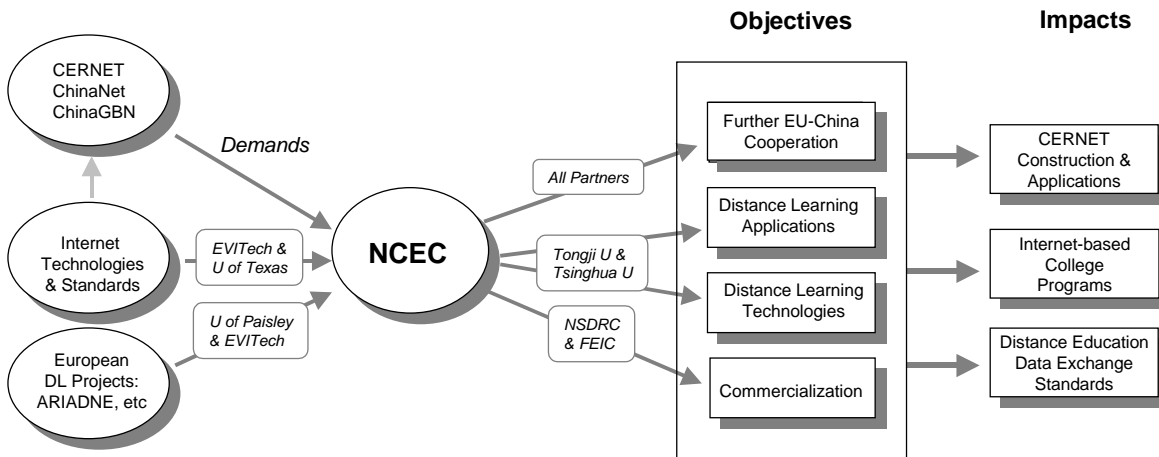 Objectives
Impacts
CERNET
ChinaNet
ChinaGBN
Demands
Internet
Technologies
& Standards
EVITech &
U of Texas
European
DL Projects:
ARIADNE, etc
U of Paisley
& EVITech
NCEC
All Partners
Tongji U &
Tsinghua U
NSDRC
& FEIC
Further EU-China
Cooperation
Distance Learning
Applications
Distance Learning
Technologies
Commercialization
CERNET
Construction &
Applications
Internet-based
College
Programs
Distance Education
Data Exchange
Standards